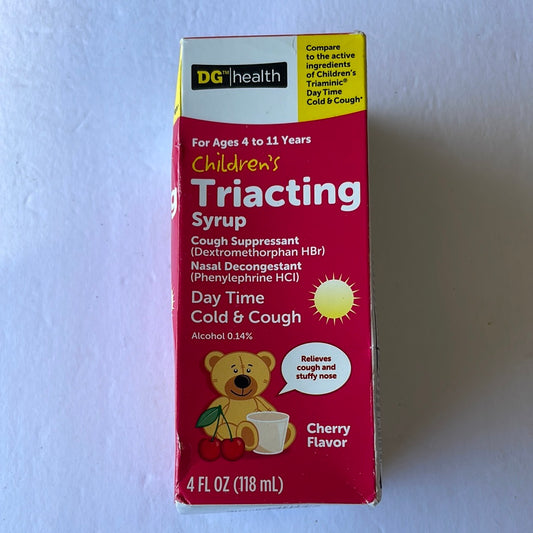 DG™|health
Compare
to the active
ingredients
of Children's
Triaminic®
Day Time
Cold & Cough*
For Ages 4 to 11 Years
Children's
Triacting
Syrup
Cough Suppressant
(Dextromethorphan HBr)
Nasal Decongestant
(Phenylephrine HCl)
Day Time
Cold & Cough
Alcohol 0.14%
Relieves
cough and
stuffy nose
Cherry
Flavor
4 FL OZ (118 mL)